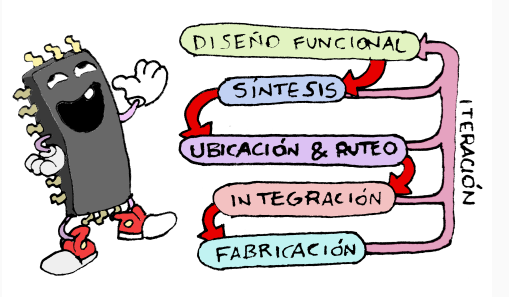 DISEÑO FUNCIONAL
SÍNTESIS
UBICACIÓN & RUTEO
INTEGRACIÓN
FABRICACIÓN
ITERACIÓN